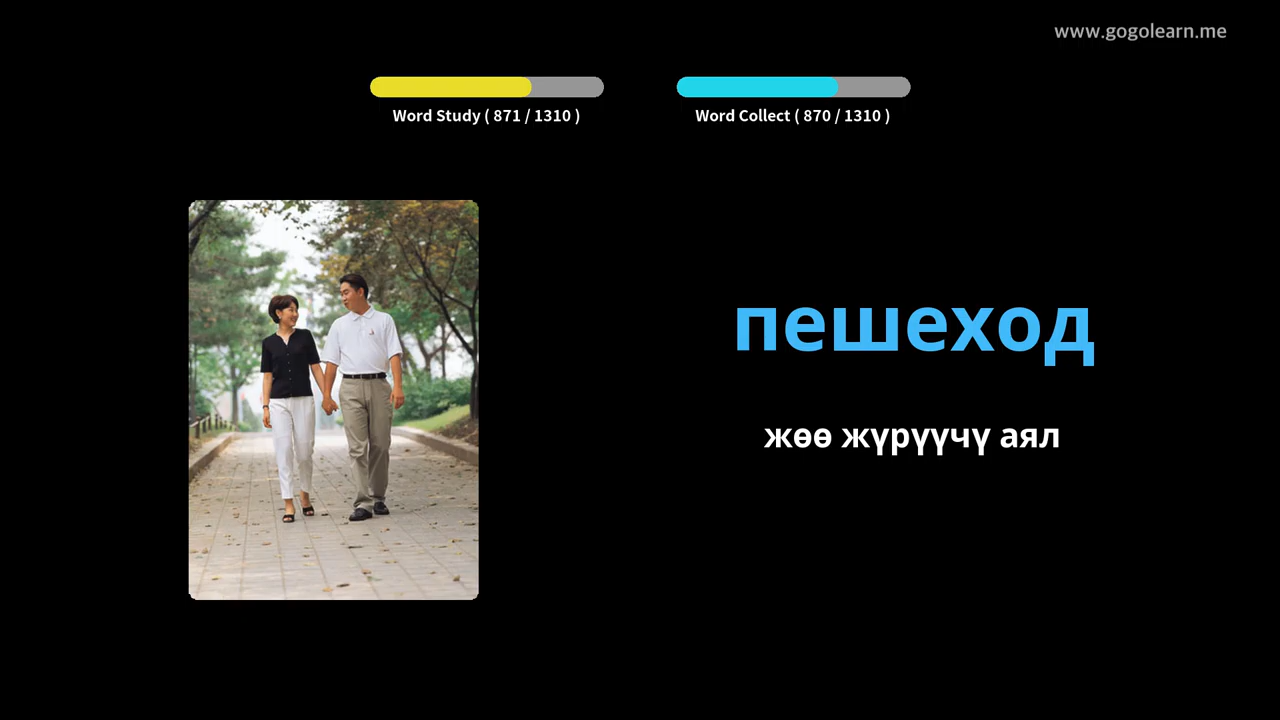 www.gogolearn.me
Word Study ( 871 / 1310 )
Word Collect ( 870 / 1310 )
пешеход
жөө жүрүүчү аял